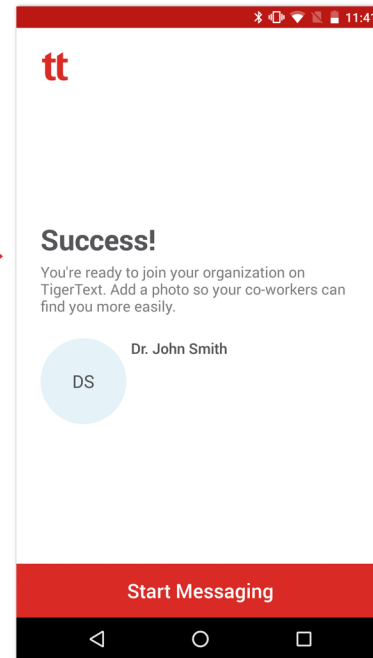 11:41
tt
Success!
You're ready to join your organization on
TigerText. Add a photo so your co-workers can
find you more easily.
Dr. John Smith
DS
Start Messaging